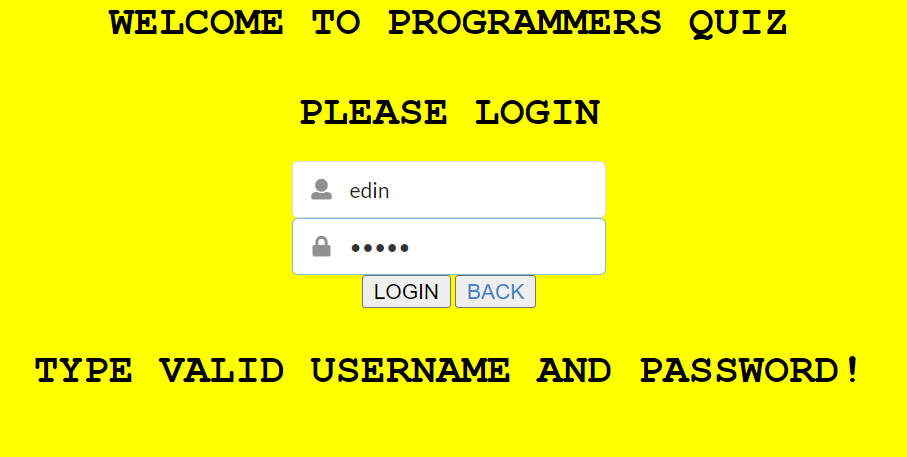 WELCOME TO PROGRAMMERS QUIZ
PLEASE LOGIN
edin
•••••
LOGIN BACK
TYPE VALID USERNAME AND PASSWORD!